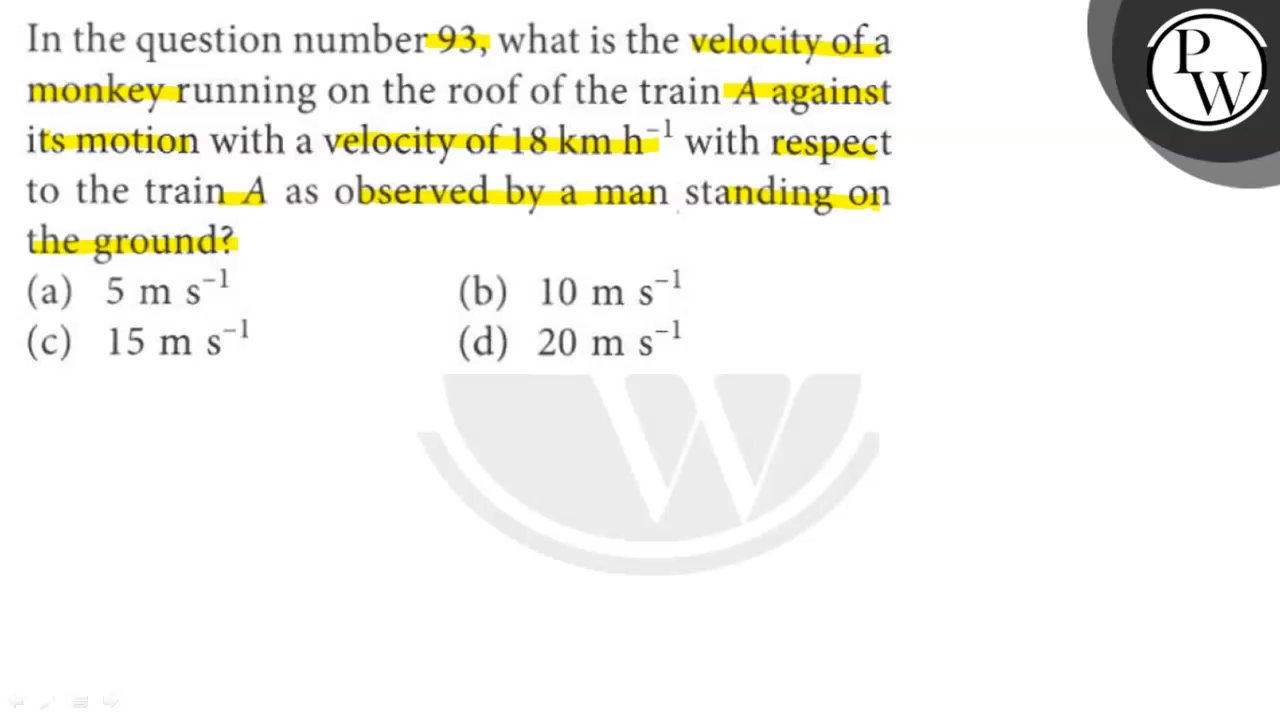 In the question number 93, what is the velocity of a
monkey running on the roof of the train A against
its motion with a velocity of 18 km h⁻¹ with respect
to the train A as observed by a man standing on
the ground?
(a) 5 m s⁻¹ (b) 10 m s⁻¹
(c) 15 m s⁻¹ (d) 20 m s⁻¹
P
W